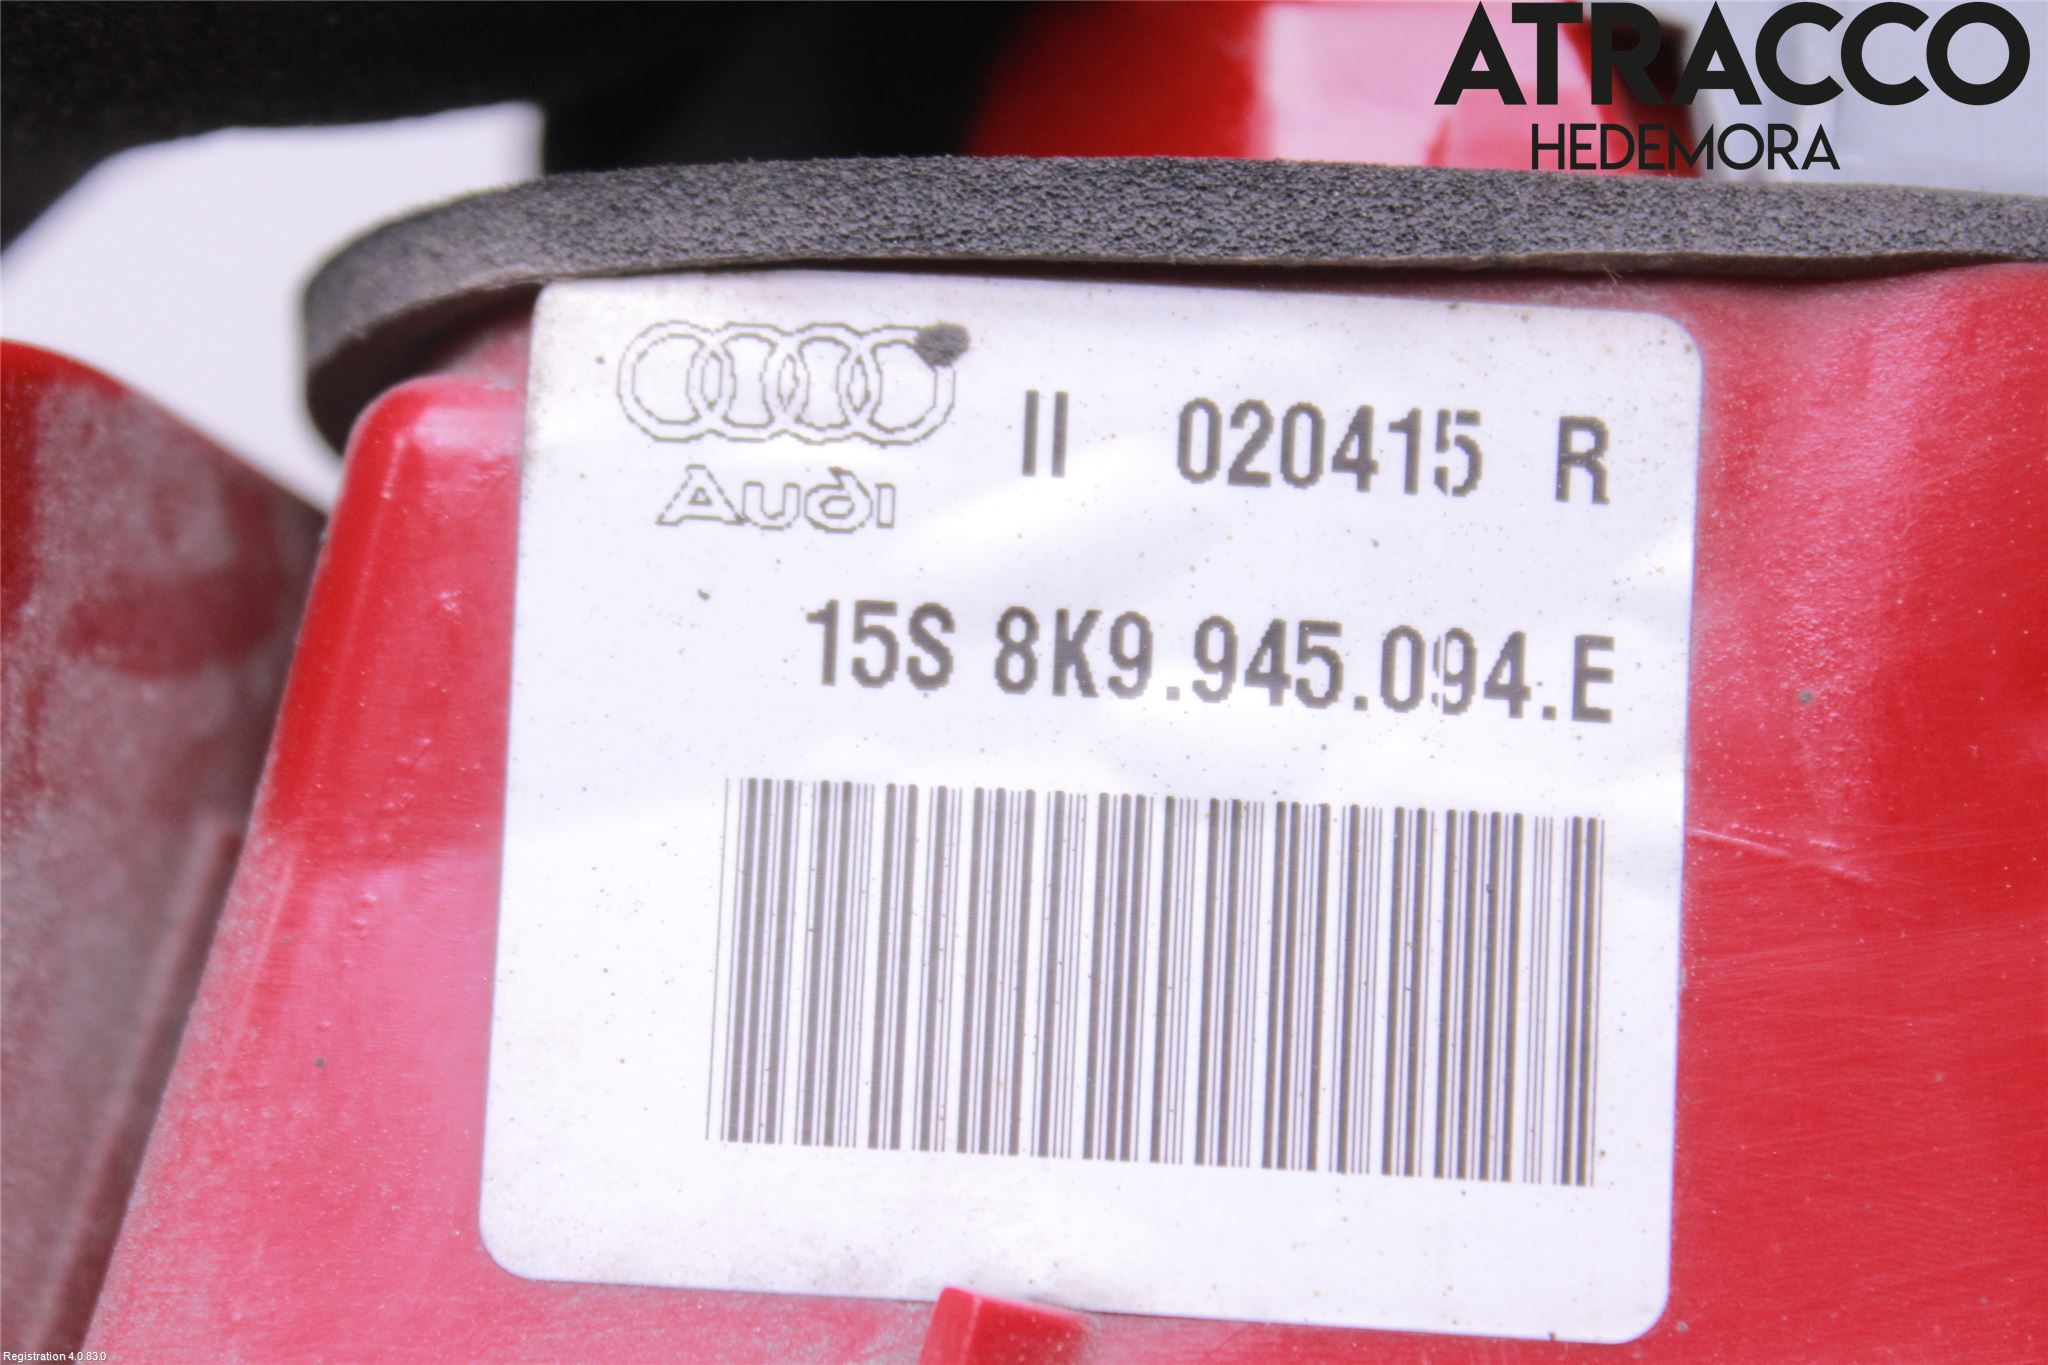 ATRACCO
HEDEMORA
II 020415 R
Audi
15S 8K9.945.094.E
Registration 4.0.83.0